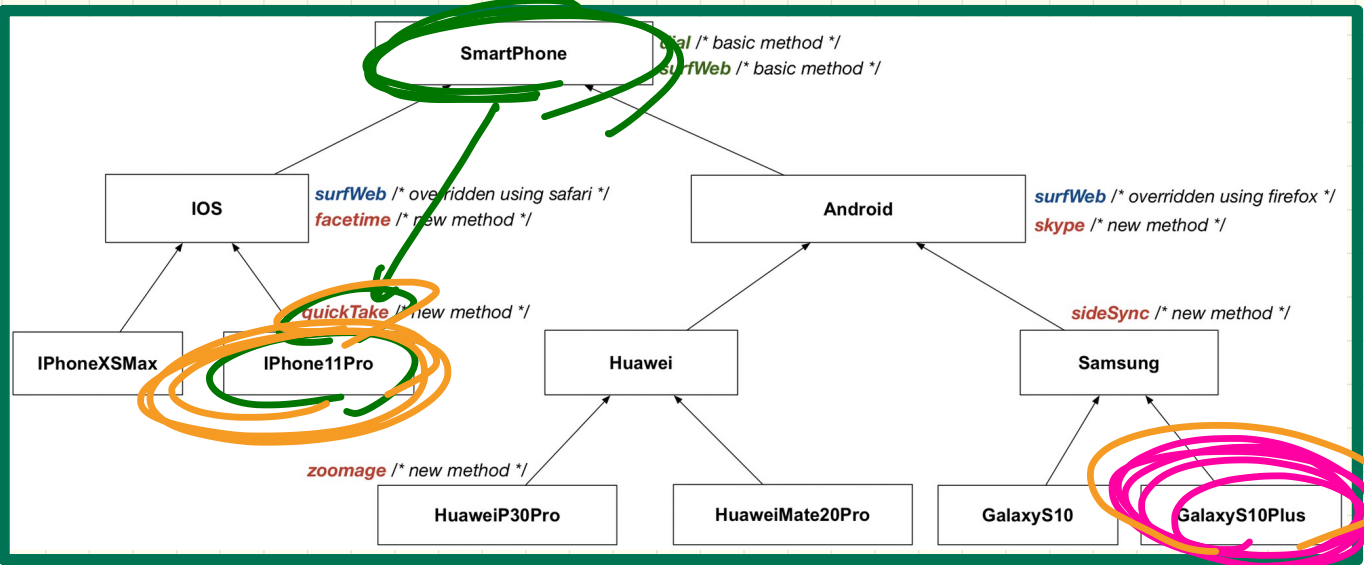 SmartPhone
dial /* basic method */
surfWeb /* basic method */
IOS
surfWeb /* overridden using safari */
facetime /* new method */
Android
surfWeb /* overridden using firefox */
skype /* new method */
quickTake /* new method */
sideSync /* new method */
IPhoneXSMax
IPhone11Pro
Huawei
Samsung
zoomage /* new method */
HuaweiP30Pro
HuaweiMate20Pro
GalaxyS10
GalaxyS10Plus